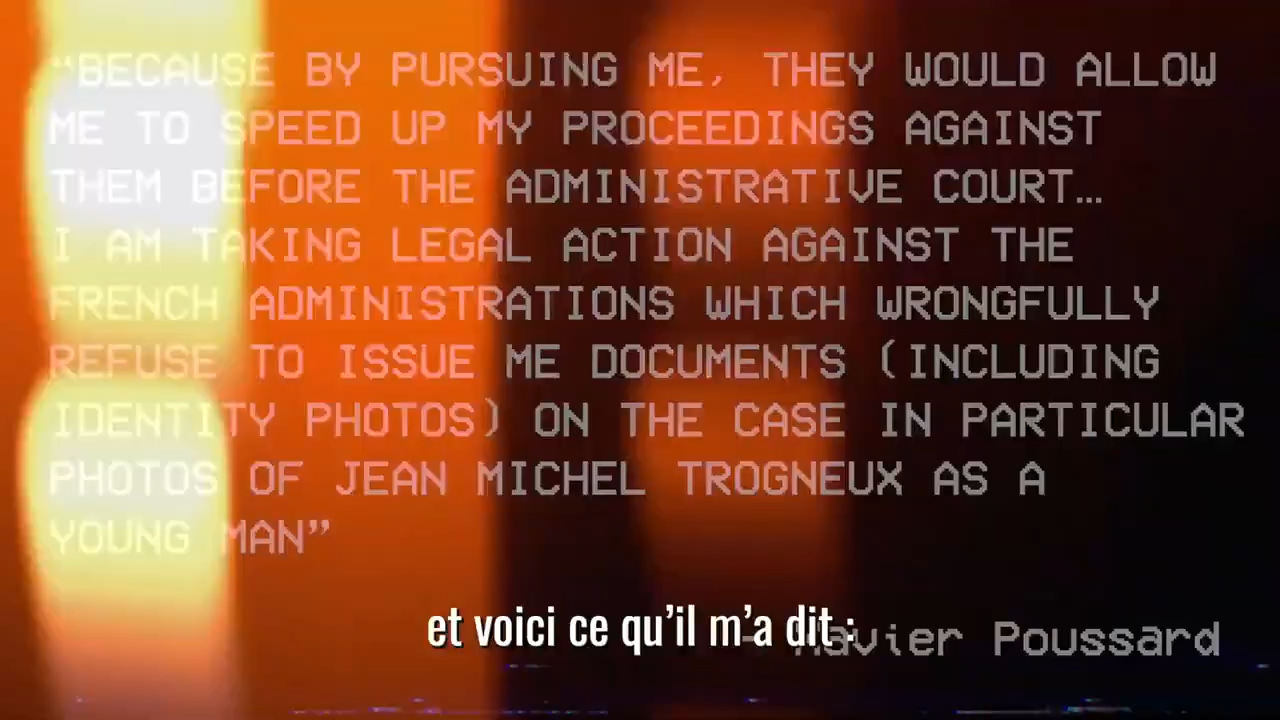 “BECAUSE BY PURSUING ME, THEY WOULD ALLOW
ME TO SPEED UP MY PROCEEDINGS AGAINST
THEM BEFORE THE ADMINISTRATIVE COURT…
I AM TAKING LEGAL ACTION AGAINST THE
FRENCH ADMINISTRATIONS WHICH WRONGFULLY
REFUSE TO ISSUE ME DOCUMENTS (INCLUDING
IDENTITY PHOTOS) ON THE CASE IN PARTICULAR
PHOTOS OF JEAN MICHEL TROGNEUX AS A
YOUNG MAN”
et voici ce qu’il m’a dit :
- Xavier Poussard